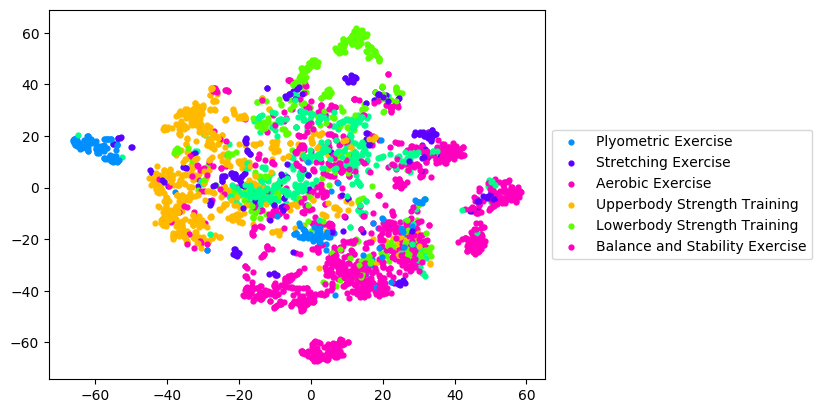 60
40
20
0
−20
−40
−60
−60
−40
−20
0
20
40
60
Plyometric Exercise
Stretching Exercise
Aerobic Exercise
Upperbody Strength Training
Lowerbody Strength Training
Balance and Stability Exercise